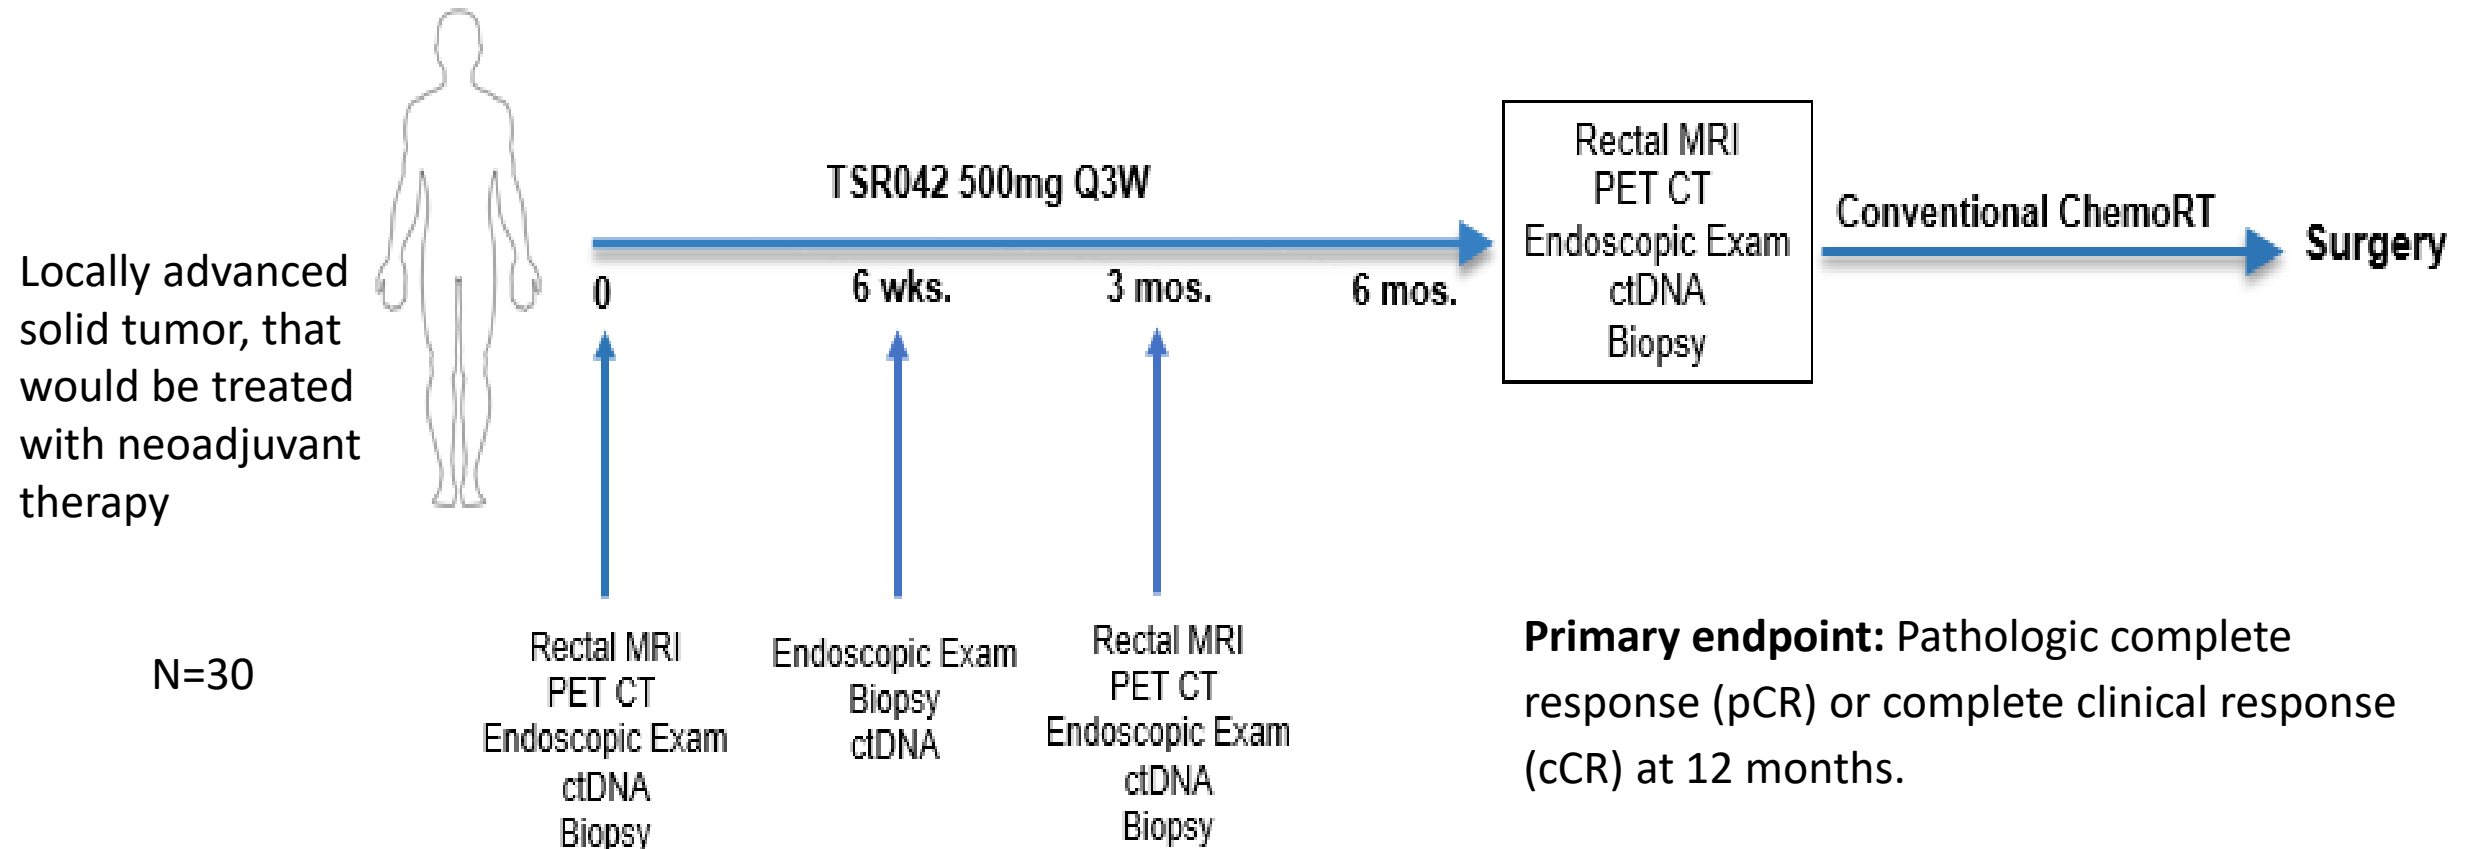 Locally advanced
solid tumor, that
would be treated
with neoadjuvant
therapy
N=30
TSR042 500mg Q3W
0
6 wks.
3 mos.
6 mos.
Rectal MRI
PET CT
Endoscopic Exam
ctDNA
Biopsy
Endoscopic Exam
Biopsy
ctDNA
Rectal MRI
PET CT
Endoscopic Exam
ctDNA
Biopsy
Rectal MRI
PET CT
Endoscopic Exam
ctDNA
Biopsy
Conventional ChemoRT
Surgery
Primary endpoint: Pathologic complete
response (pCR) or complete clinical response
(cCR) at 12 months.